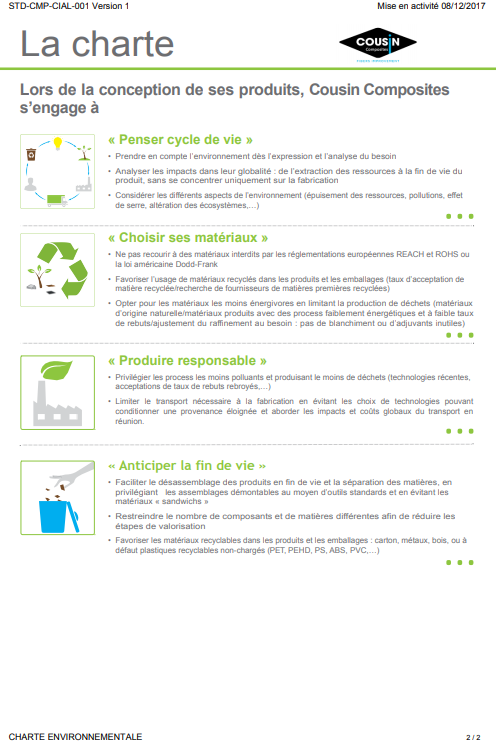 STD-CMP-CIAL-001 Version 1 Mise en activité 08/12/2017
La charte
COUSIN
Composites
Lors de la conception de ses produits, Cousin Composites
s’engage à
« Penser cycle de vie »
• Prendre en compte l’environnement dès l’expression et l’analyse du besoin
• Analyser les impacts dans leur globalité : de l’extraction des ressources à la fin de vie du
produit, sans se concentrer uniquement sur la fabrication
• Considérer les différents aspects de l’environnement (épuisement des ressources, pollutions, effet
de serre, altération des écosystèmes,…)
« Choisir ses matériaux »
• Ne pas recourir à des matériaux interdits par les réglementations européennes REACH et ROHS ou
la loi américaine Dodd-Frank
• Favoriser l’usage de matériaux recyclés dans les produits et les emballages (taux d’acceptation de
matière recyclée/recherche de fournisseurs de matières premières recyclées)
• Opter pour les matériaux les moins énergivores en limitant la production de déchets (matériaux
d’origine naturelle/matériaux produits avec des process faiblement énergétiques et à faible taux
de rebuts/ajustement du raffinement au besoin : pas de blanchiment ou d’adjuvants inutiles)
« Produire responsable »
• Privilégier les process les moins polluants et produisant le moins de déchets (technologies récentes,
acceptations de taux de rebuts rebroyés,…)
• Limiter le transport nécessaire à la fabrication en évitant les choix de technologies pouvant
conditionner une provenance éloignée et aborder les impacts et coûts globaux du transport en
réunion.
« Anticiper la fin de vie »
• Faciliter le désassemblage des produits en fin de vie et la séparation des matières, en
privilégiant les assemblages démontables au moyen d’outils standards et en évitant les
matériaux « sandwichs »
• Restreindre le nombre de composants et de matières différentes afin de réduire les
étapes de valorisation
• Favoriser les matériaux recyclables dans les produits et les emballages : carton, métaux, bois, ou à
défaut plastiques recyclables non-chargés (PET, PEHD, PS, ABS, PVC,…)
CHARTE ENVIRONNEMENTALE 2 / 2